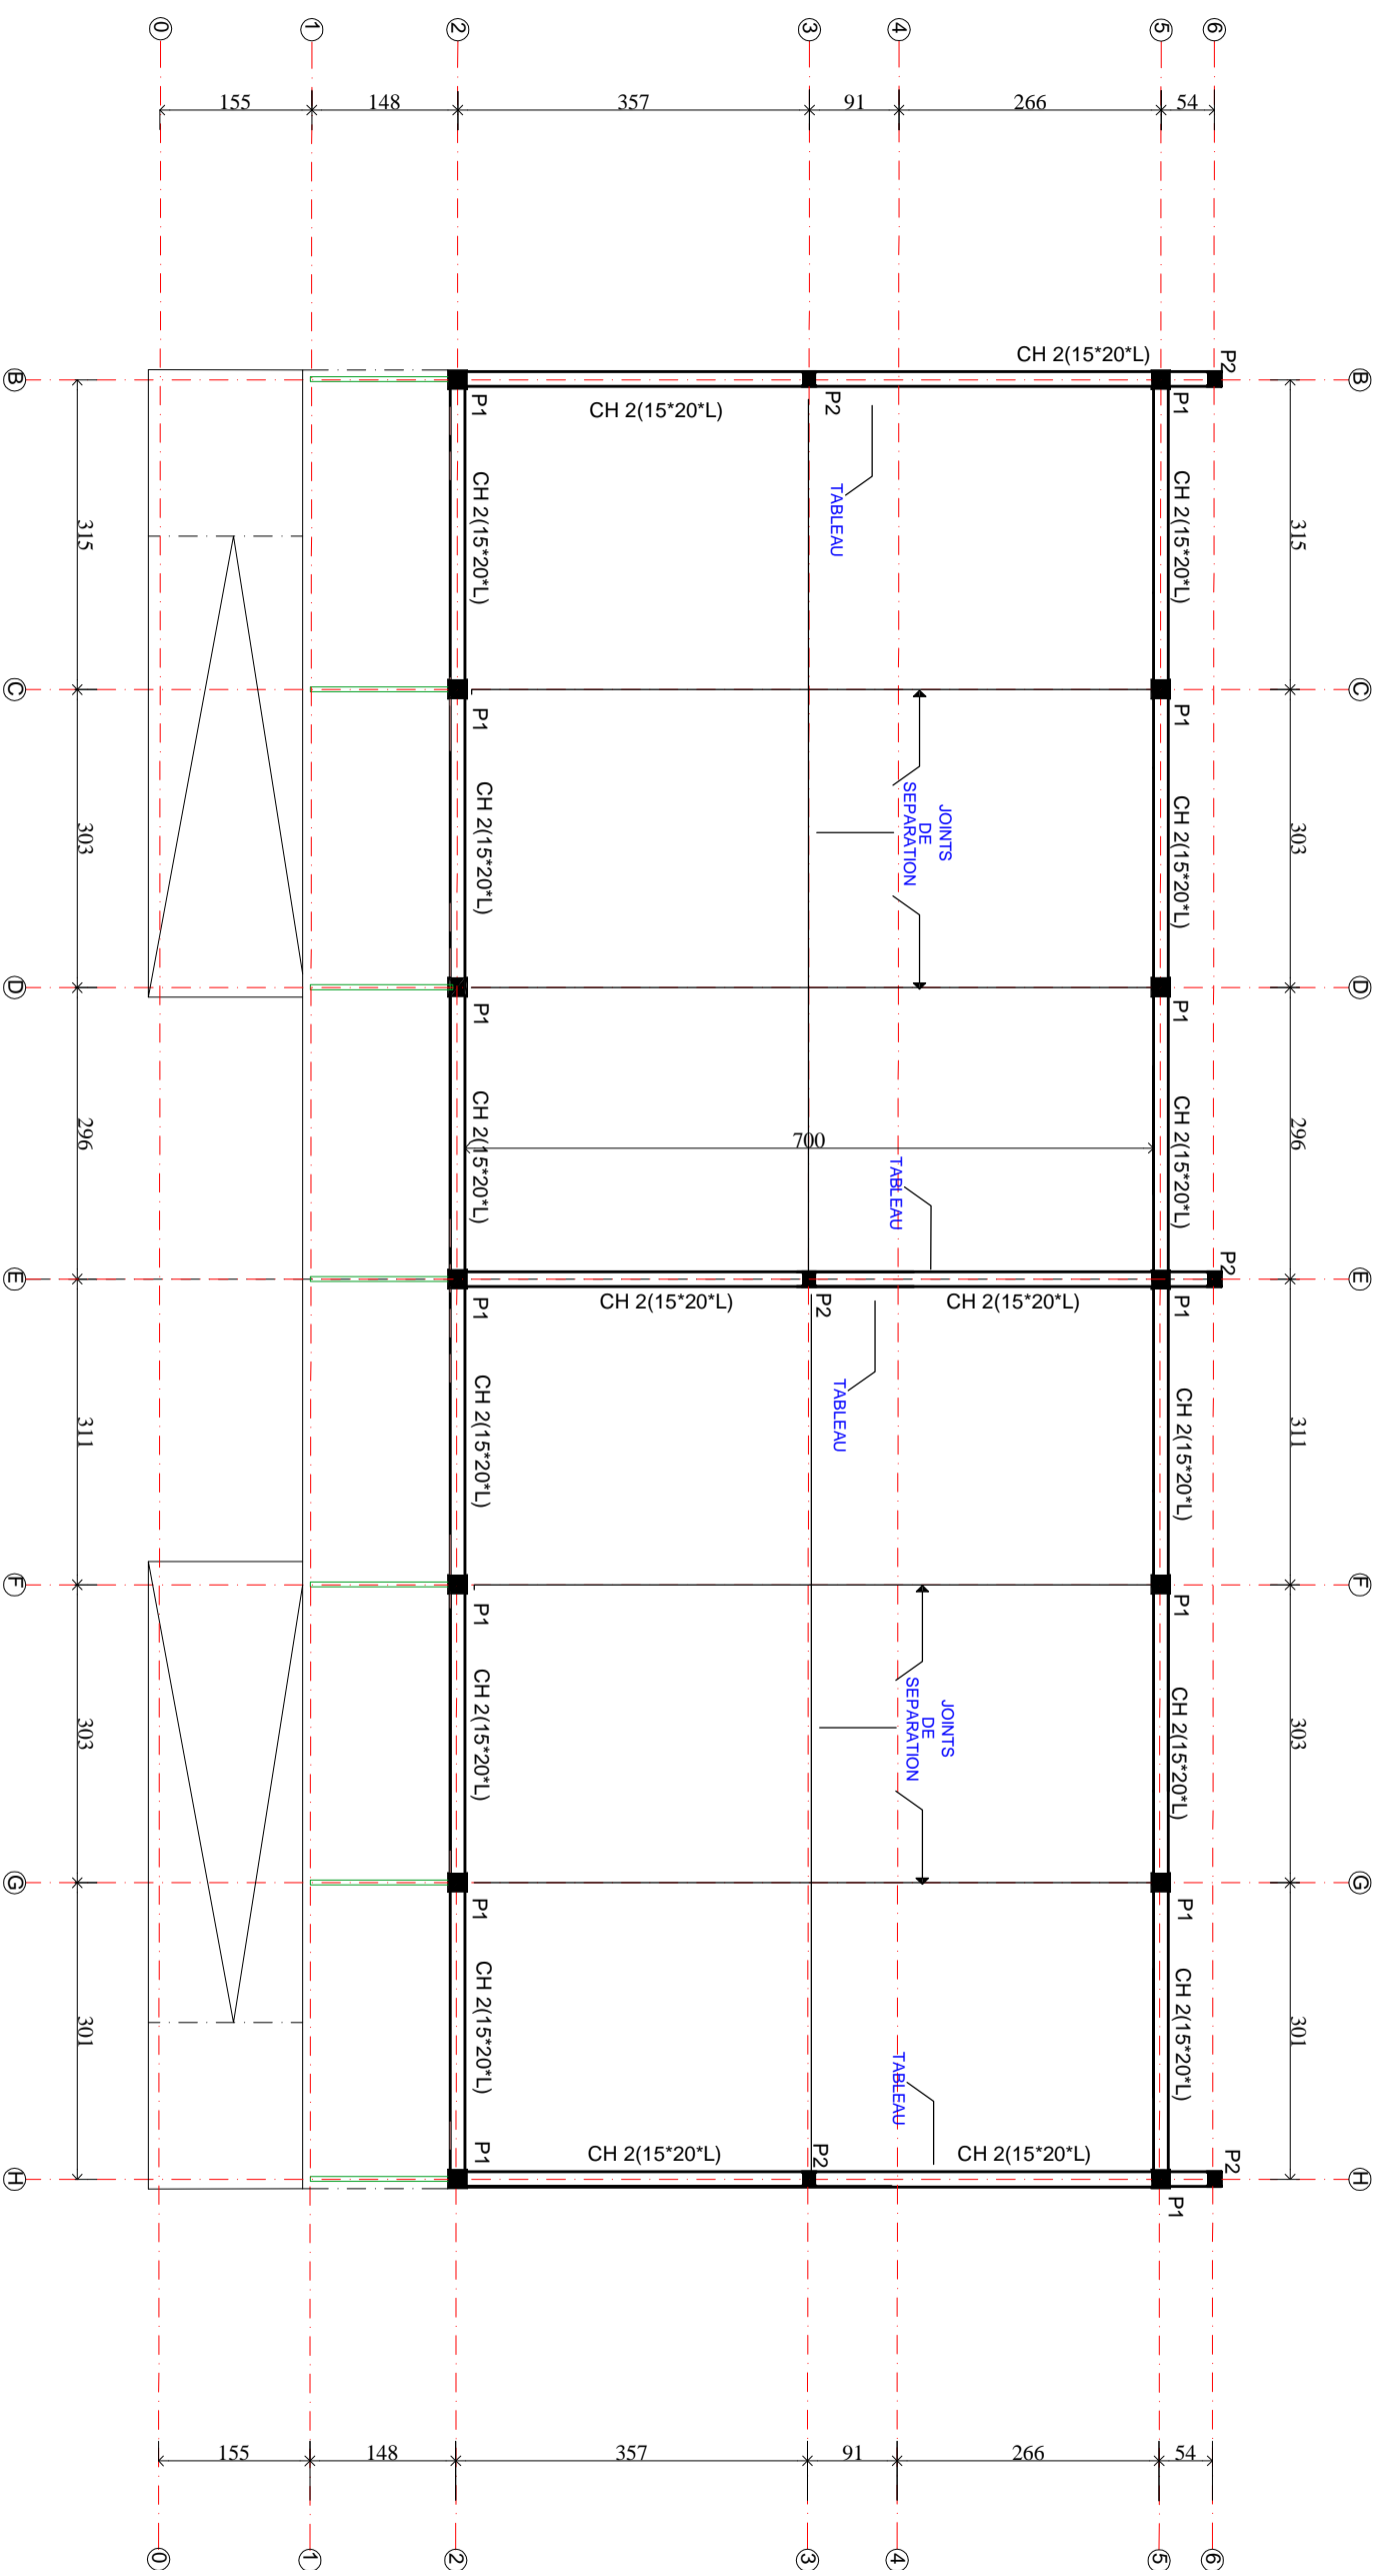 0
1
2
3
4
5
6
155
148
357
91
266
54
CH 2(15*20*L)
P2
B
B
P1
CH 2(15*20*L)
P2
P1
315
CH 2(15*20*L)
TABLEAU
CH 2(15*20*L)
315
C
C
P1
P1
303
CH 2(15*20*L)
JOINTS
DE
SEPARATION
CH 2(15*20*L)
303
D
D
P1
P1
296
CH 2(15*20*L)
700
TABLEAU
CH 2(15*20*L)
296
P2
E
E
P1
CH 2(15*20*L)
P2
CH 2(15*20*L)
P1
311
CH 2(15*20*L)
TABLEAU
CH 2(15*20*L)
311
F
F
P1
P1
303
CH 2(15*20*L)
JOINTS
DE
SEPARATION
CH 2(15*20*L)
303
G
G
P1
P1
301
CH 2(15*20*L)
TABLEAU
CH 2(15*20*L)
301
P1
CH 2(15*20*L)
P2
CH 2(15*20*L)
P2
H
H
P1
155
148
357
91
266
54
0
1
2
3
4
5
6